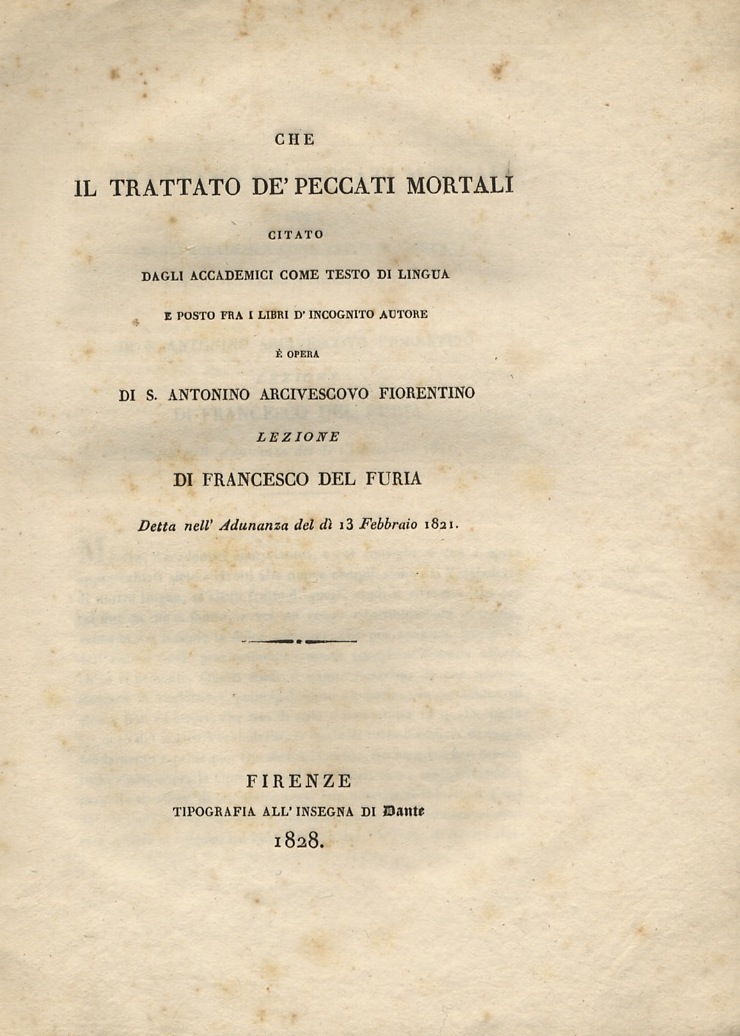 CHE
IL TRATTATO DE' PECCATI MORTALI
CITATO
DAGLI ACCADEMICI COME TESTO DI LINGUA
E POSTO FRA I LIBRI D' INCOGNITO AUTORE
È OPERA
DI S. ANTONINO ARCIVESCOVO FIORENTINO
LEZIONE
DI FRANCESCO DEL FURIA
Detta nell' Adunanza del dì 13 Febbraio 1821.
FIRENZE
TIPOGRAFIA ALL' INSEGNA DI Dante
1828.